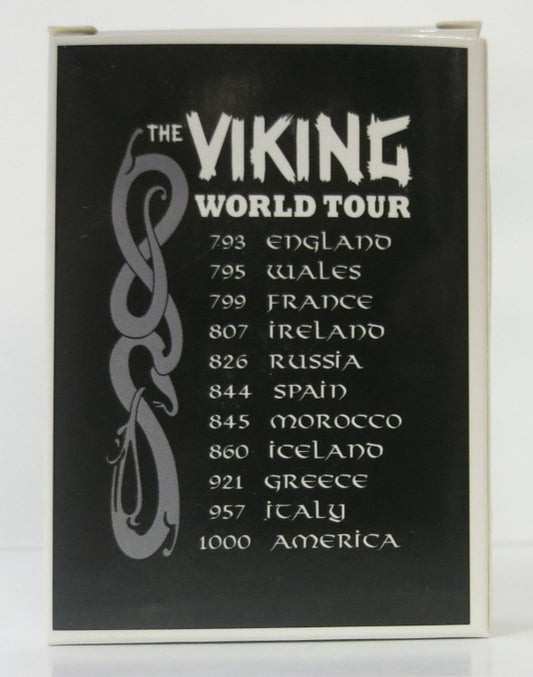 THE VIKING
WORLD TOUR
793 ENGLAND
795 WALES
799 FRANCE
807 IRELAND
826 RUSSIA
844 SPAIN
845 MOROCCO
860 ICELAND
921 GREECE
957 ITALY
1000 AMERICA